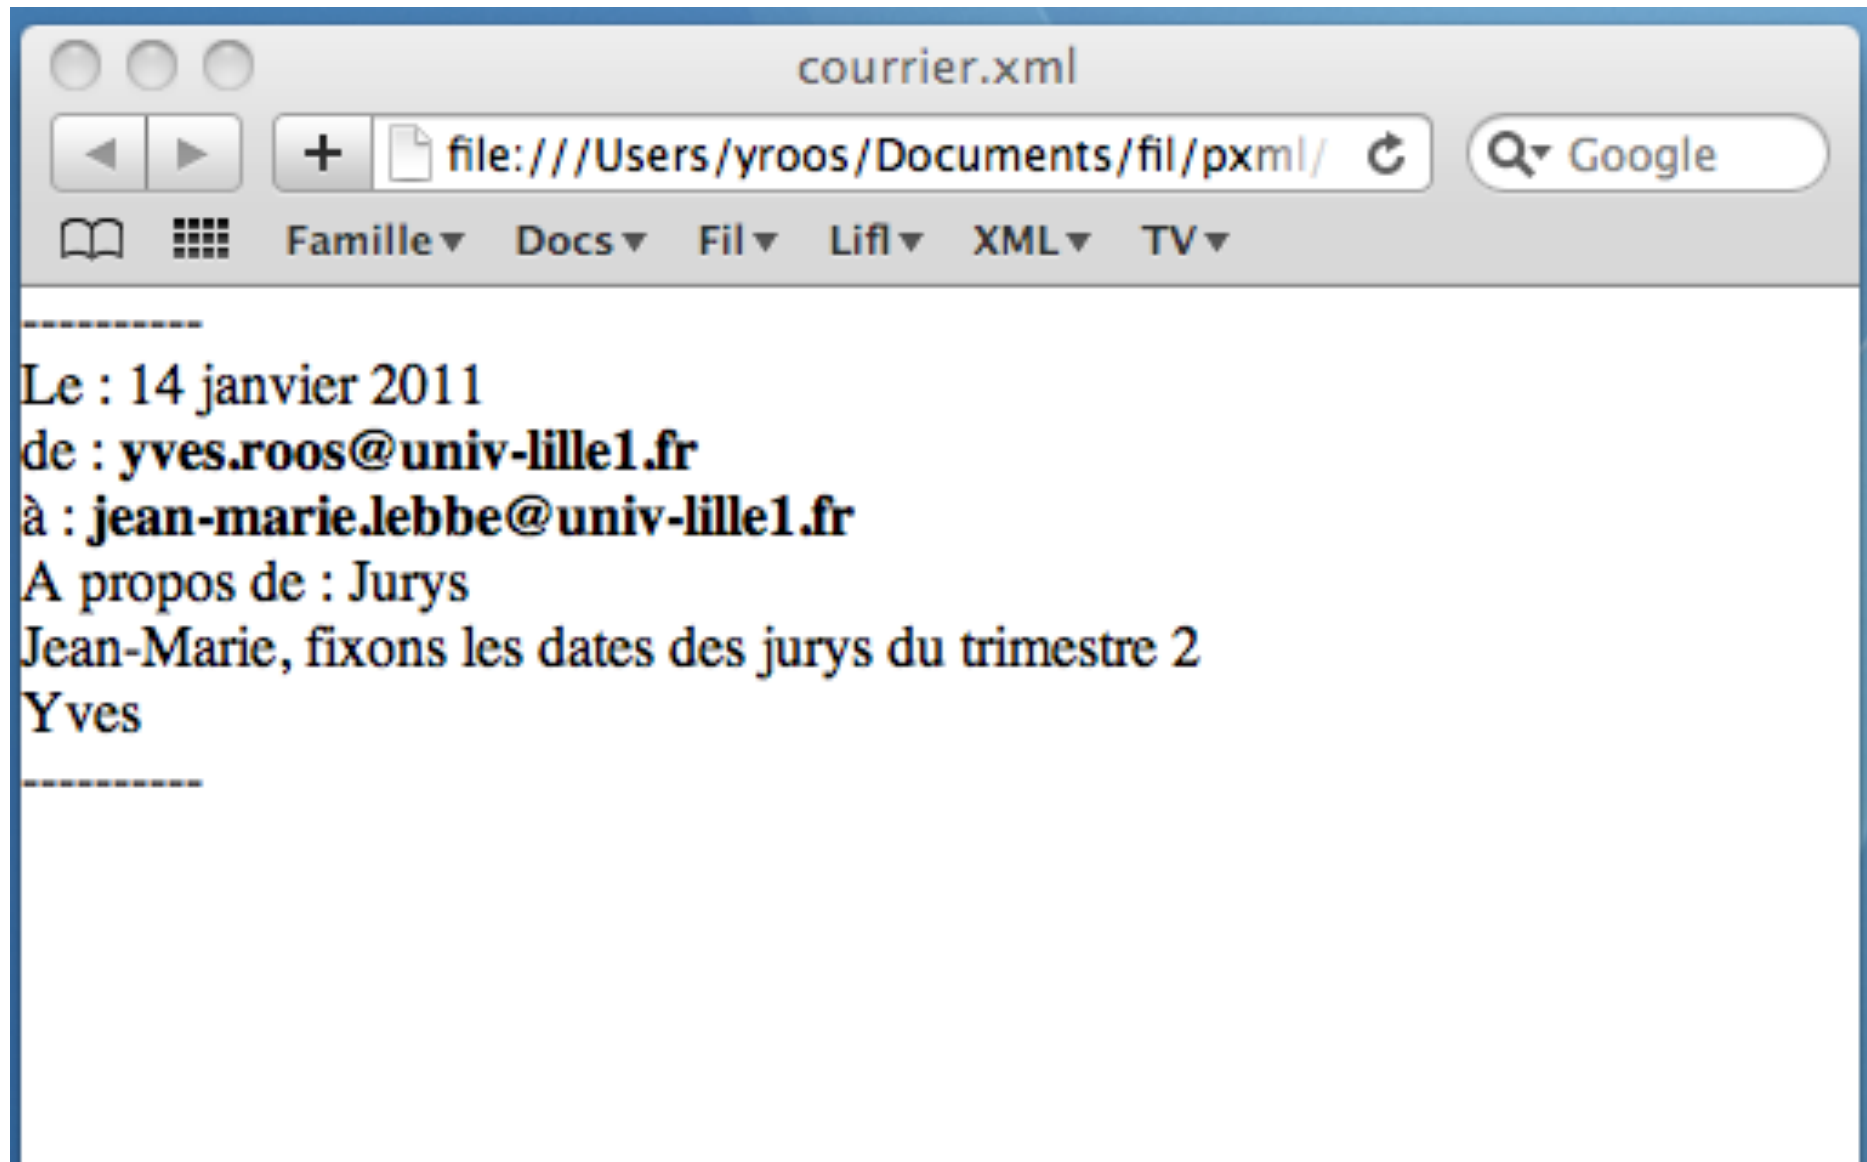 courrier.xml
+ file:///Users/yroos/Documents/fil/pxml/ Google
Famille Docs Fil Lifl XML TV
----------
Le : 14 janvier 2011
de : yves.roos@univ-lille1.fr
à : jean-marie.lebbe@univ-lille1.fr
A propos de : Jurys
Jean-Marie, fixons les dates des jurys du trimestre 2
Yves
----------